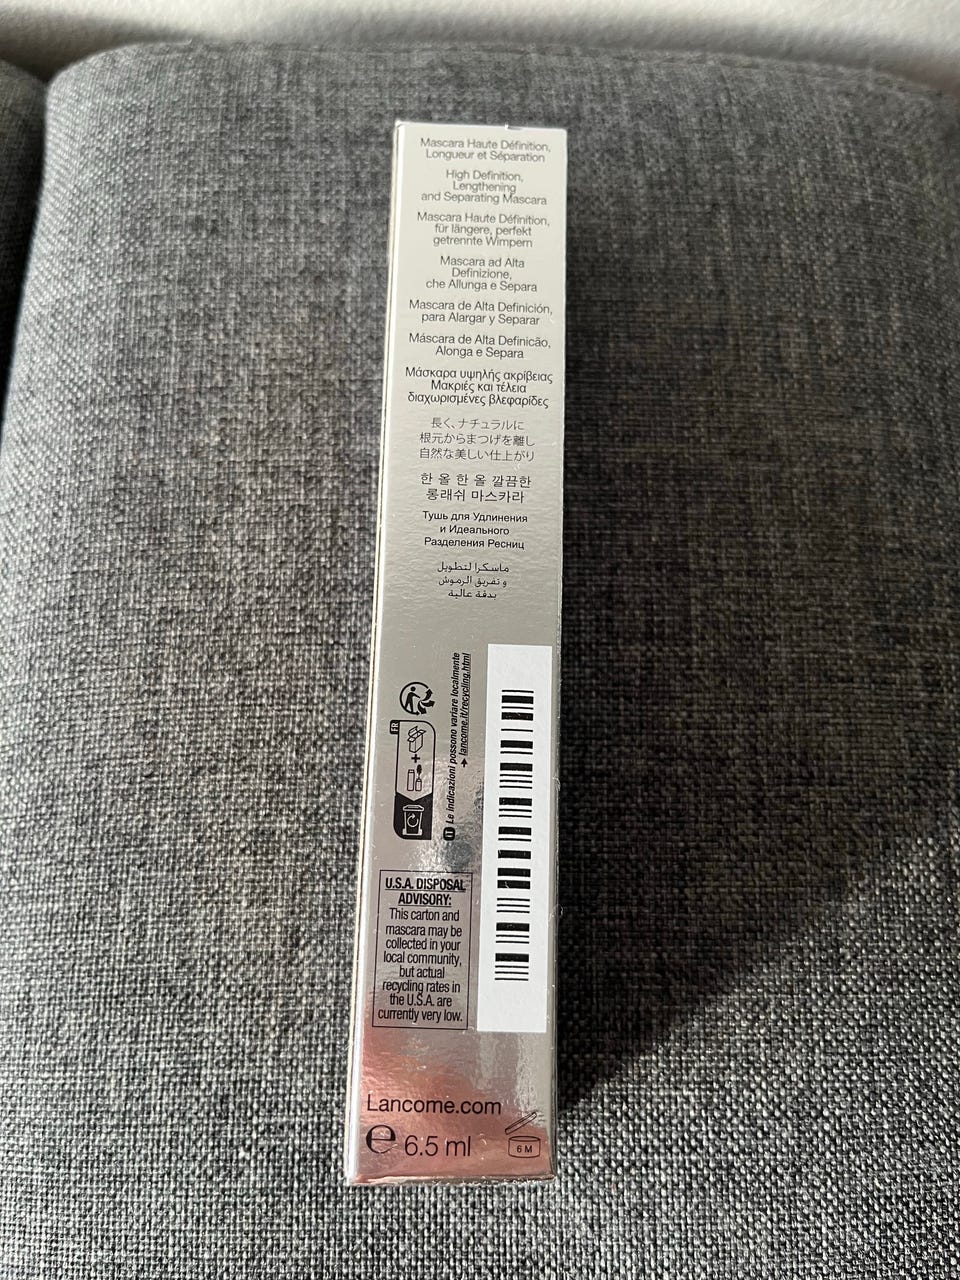 Mascara Haute Définition,
Longueur et Séparation
High Definition,
Lengthening
and Separating Mascara
Mascara Haute Définition,
für längere, perfekt
getrennte Wimpern
Mascara ad Alta
Definizione,
che Allunga e Separa
Mascara de Alta Definición,
para Alargar y Separar
Máscara de Alta Definicão,
Alonga e Separa
Μάσκαρα υψηλής ακρίβειας
Μακριές και τέλεια
διαχωρισμένες βλεφαρίδες
長く、ナチュラルに
根元からまつげを離し
自然な美しい仕上がり
한 올 한 올 깔끔한
롱래쉬 마스카라
Тушь для Удлинения
и Идеального
Разделения Ресниц
ماسكرا لتطويل
و تفريق الرموش
بدقة عالية
FR
IT Le indicazioni possono variare localmente
➔ lancome.it/recycling.html
U.S.A. DISPOSAL
ADVISORY:
This carton and
mascara may be
collected in your
local community,
but actual
recycling rates in
the U.S.A. are
currently very low.
Lancome.com
℮ 6.5 ml
6 M